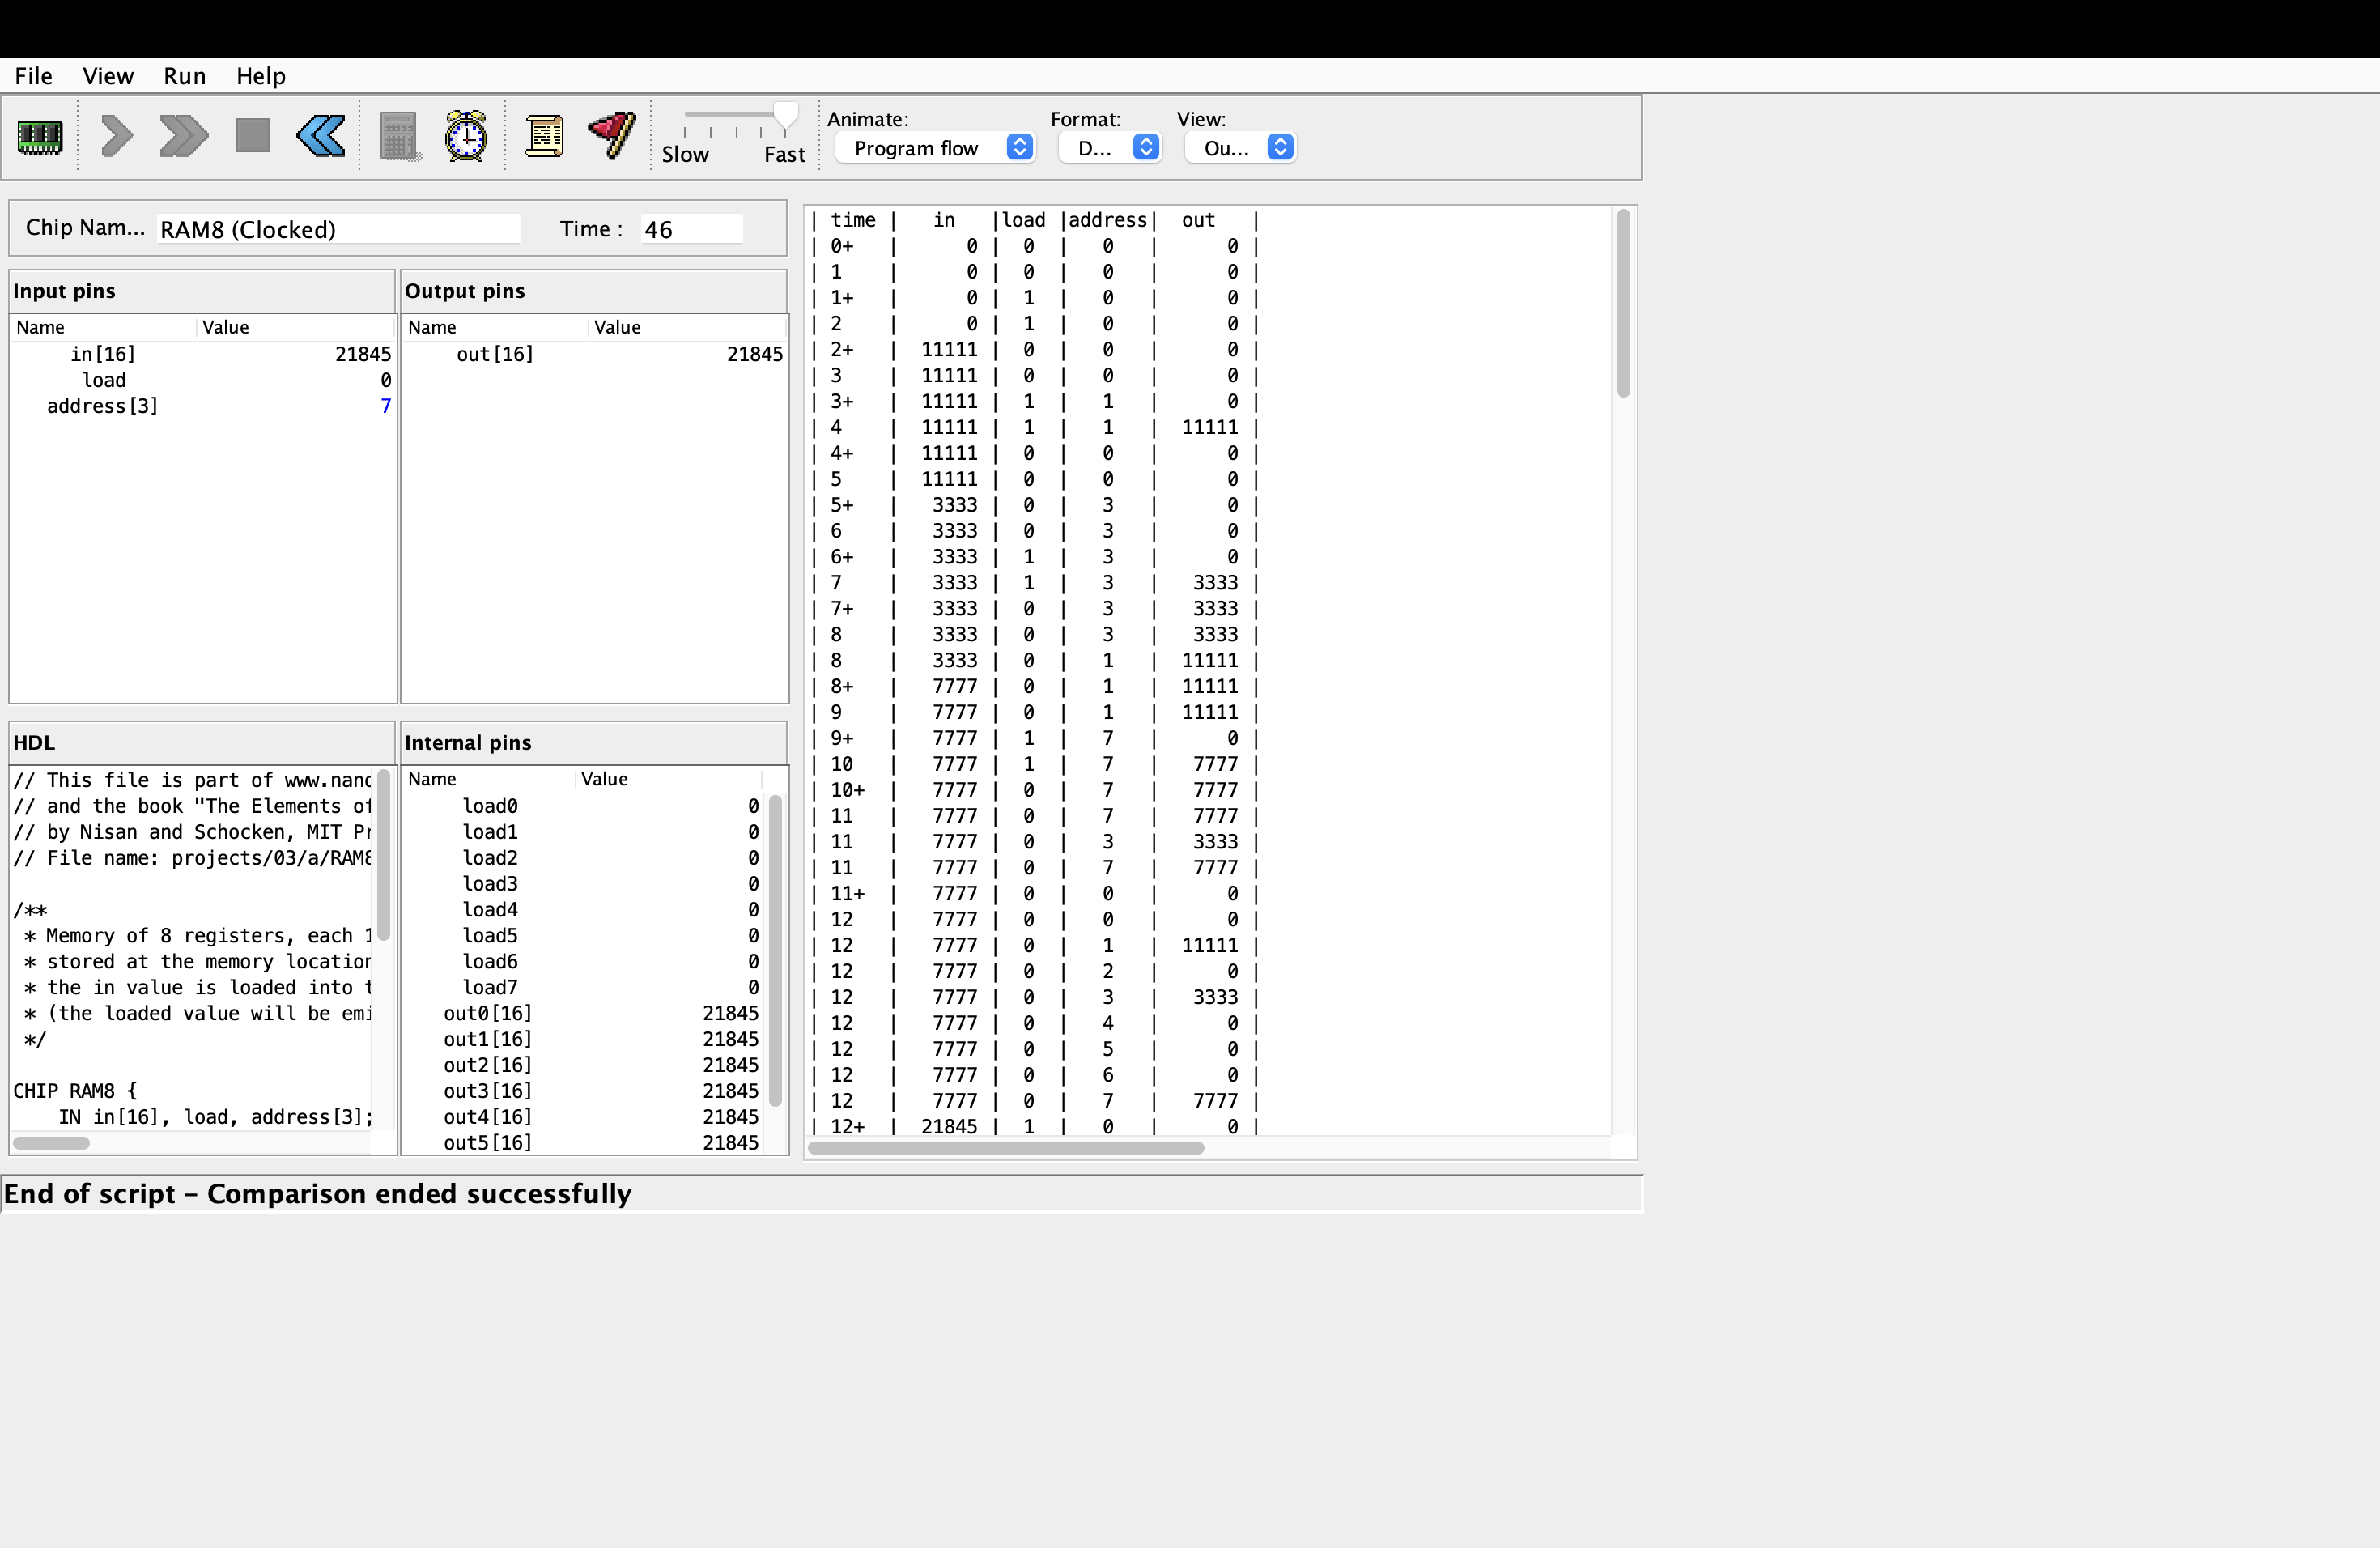 File View Run Help
Slow Fast
Animate: Format: View:
Program flow D... Ou...
Chip Nam... RAM8 (Clocked) Time : 46
Input pins
Name Value
in[16] 21845
load 0
address[3] 7
Output pins
Name Value
out[16] 21845
HDL
// This file is part of www.nand
// and the book "The Elements of
// by Nisan and Schocken, MIT Pr
// File name: projects/03/a/RAM8
/**
* Memory of 8 registers, each 1
* stored at the memory location
* the in value is loaded into t
* (the loaded value will be emi
*/
CHIP RAM8 {
IN in[16], load, address[3];
Internal pins
Name Value
load0 0
load1 0
load2 0
load3 0
load4 0
load5 0
load6 0
load7 0
out0[16] 21845
out1[16] 21845
out2[16] 21845
out3[16] 21845
out4[16] 21845
out5[16] 21845
| time | in |load |address| out |
| 0+ | 0 | 0 | 0 | 0 |
| 1 | 0 | 0 | 0 | 0 |
| 1+ | 0 | 1 | 0 | 0 |
| 2 | 0 | 1 | 0 | 0 |
| 2+ | 11111 | 0 | 0 | 0 |
| 3 | 11111 | 0 | 0 | 0 |
| 3+ | 11111 | 1 | 1 | 0 |
| 4 | 11111 | 1 | 1 | 11111 |
| 4+ | 11111 | 0 | 0 | 0 |
| 5 | 11111 | 0 | 0 | 0 |
| 5+ | 3333 | 0 | 3 | 0 |
| 6 | 3333 | 0 | 3 | 0 |
| 6+ | 3333 | 1 | 3 | 0 |
| 7 | 3333 | 1 | 3 | 3333 |
| 7+ | 3333 | 0 | 3 | 3333 |
| 8 | 3333 | 0 | 3 | 3333 |
| 8 | 3333 | 0 | 1 | 11111 |
| 8+ | 7777 | 0 | 1 | 11111 |
| 9 | 7777 | 0 | 1 | 11111 |
| 9+ | 7777 | 1 | 7 | 0 |
| 10 | 7777 | 1 | 7 | 7777 |
| 10+ | 7777 | 0 | 7 | 7777 |
| 11 | 7777 | 0 | 7 | 7777 |
| 11 | 7777 | 0 | 3 | 3333 |
| 11 | 7777 | 0 | 7 | 7777 |
| 11+ | 7777 | 0 | 0 | 0 |
| 12 | 7777 | 0 | 0 | 0 |
| 12 | 7777 | 0 | 1 | 11111 |
| 12 | 7777 | 0 | 2 | 0 |
| 12 | 7777 | 0 | 3 | 3333 |
| 12 | 7777 | 0 | 4 | 0 |
| 12 | 7777 | 0 | 5 | 0 |
| 12 | 7777 | 0 | 6 | 0 |
| 12 | 7777 | 0 | 7 | 7777 |
| 12+ | 21845 | 1 | 0 | 0 |
End of script – Comparison ended successfully